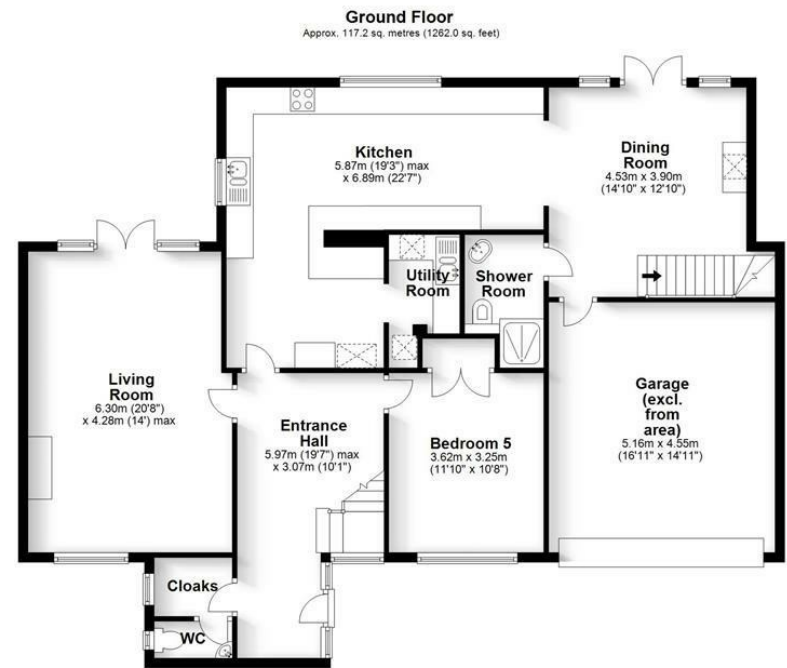 Ground Floor
Approx. 117.2 sq. metres (1262.0 sq. feet)
Kitchen
5.87m (19'3") max
x 6.89m (22'7")
Dining
Room
4.53m x 3.90m
(14'10" x 12'10")
Utility
Room
Shower
Room
Living
Room
6.30m (20'8")
x 4.28m (14') max
Entrance
Hall
5.97m (19'7") max
x 3.07m (10'1")
Bedroom 5
3.62m x 3.25m
(11'10" x 10'8")
Garage
(excl.
from
area)
5.16m x 4.55m
(16'11" x 14'11")
Cloaks
WC